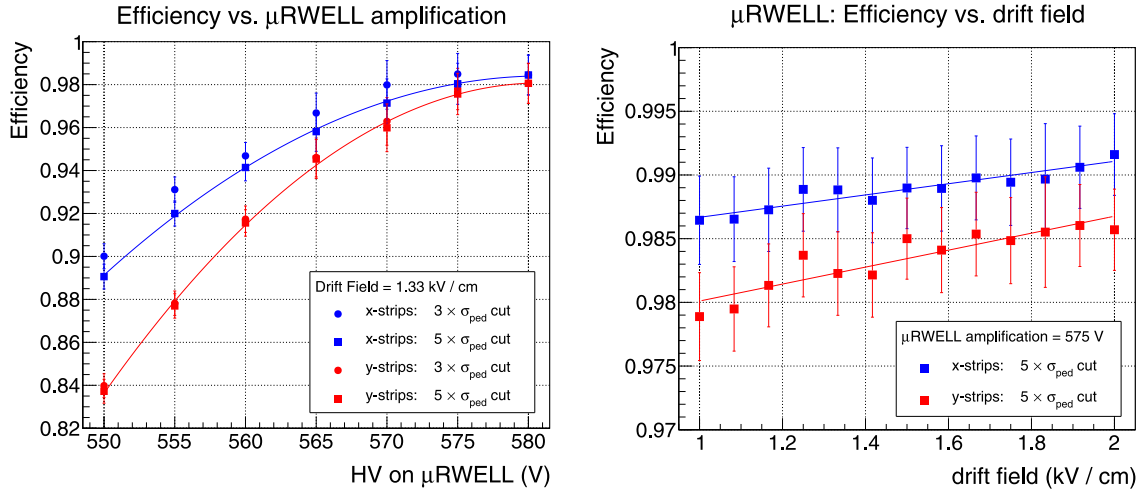 Efficiency vs. μRWELL amplification
Efficiency
1
0.98
0.96
0.94
0.92
0.9
0.88
0.86
0.84
0.82
Drift Field = 1.33 kV / cm
x-strips: 3 × σped cut
x-strips: 5 × σped cut
y-strips: 3 × σped cut
y-strips: 5 × σped cut
550 555 560 565 570 575 580
HV on μRWELL (V)
μRWELL: Efficiency vs. drift field
Efficiency
1
0.995
0.99
0.985
0.98
0.975
0.97
μRWELL amplification = 575 V
x-strips: 5 × σped cut
y-strips: 5 × σped cut
1 1.2 1.4 1.6 1.8 2
drift field (kV / cm)